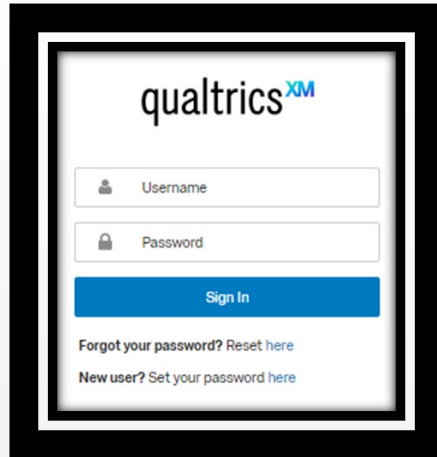 qualtrics XM
Username
Password
Sign In
Forgot your password? Reset here
New user? Set your password here